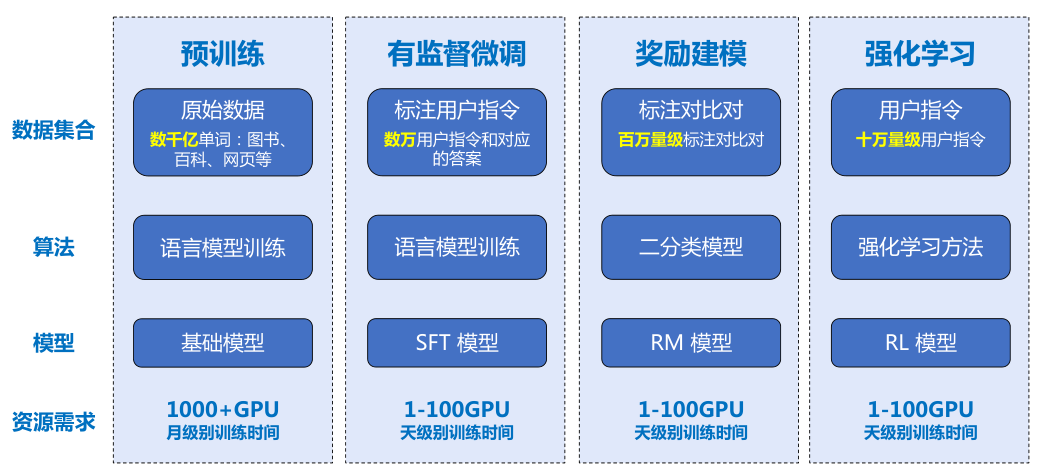 预训练
有监督微调
奖励建模
强化学习
数据集合
原始数据
数千亿单词：图书、
百科、网页等
标注用户指令
数万用户指令和对应
的答案
标注对比对
百万量级标注对比对
用户指令
十万量级用户指令
算法
语言模型训练
语言模型训练
二分类模型
强化学习方法
模型
基础模型
SFT 模型
RM 模型
RL 模型
资源需求
1000+GPU
月级别训练时间
1-100GPU
天级别训练时间
1-100GPU
天级别训练时间
1-100GPU
天级别训练时间